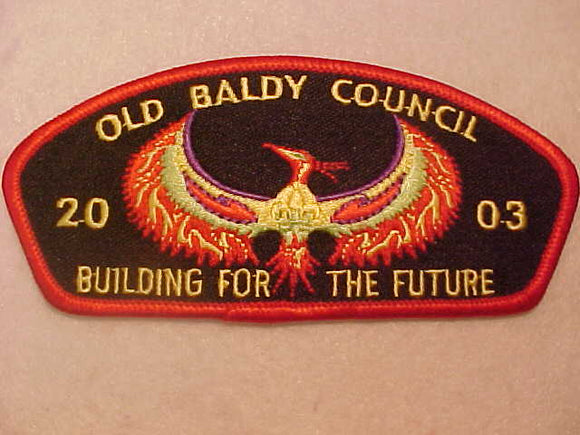 OLD BALDY COUNCIL
20 03
BUILDING FOR THE FUTURE